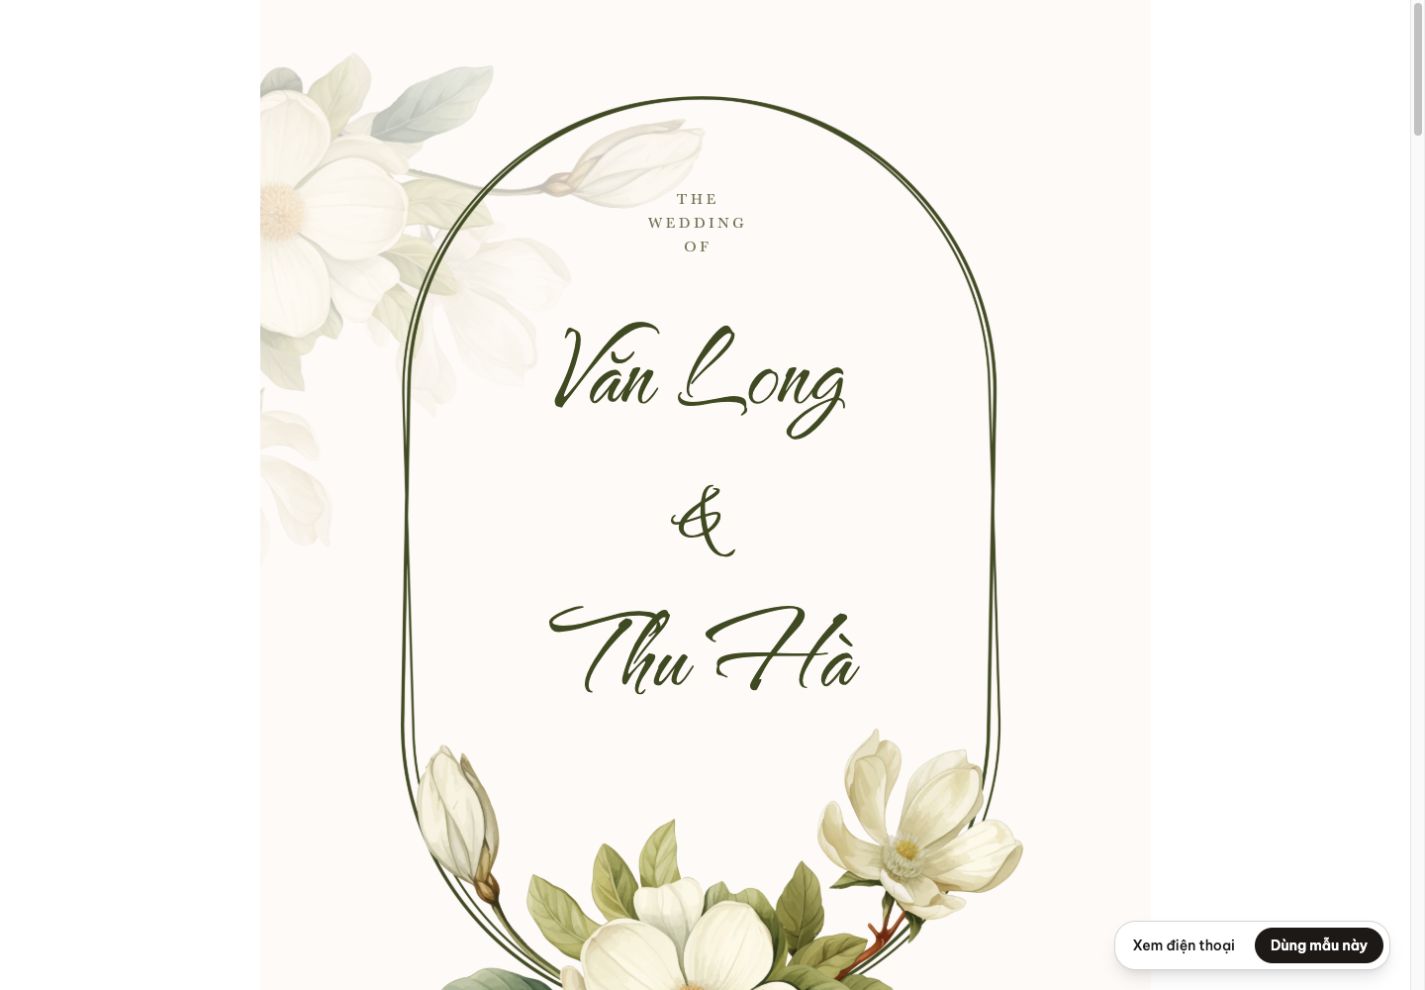 THE
WEDDING
OF
Văn Long
&
Thu Hà
Xem điện thoại
Dùng mẫu này